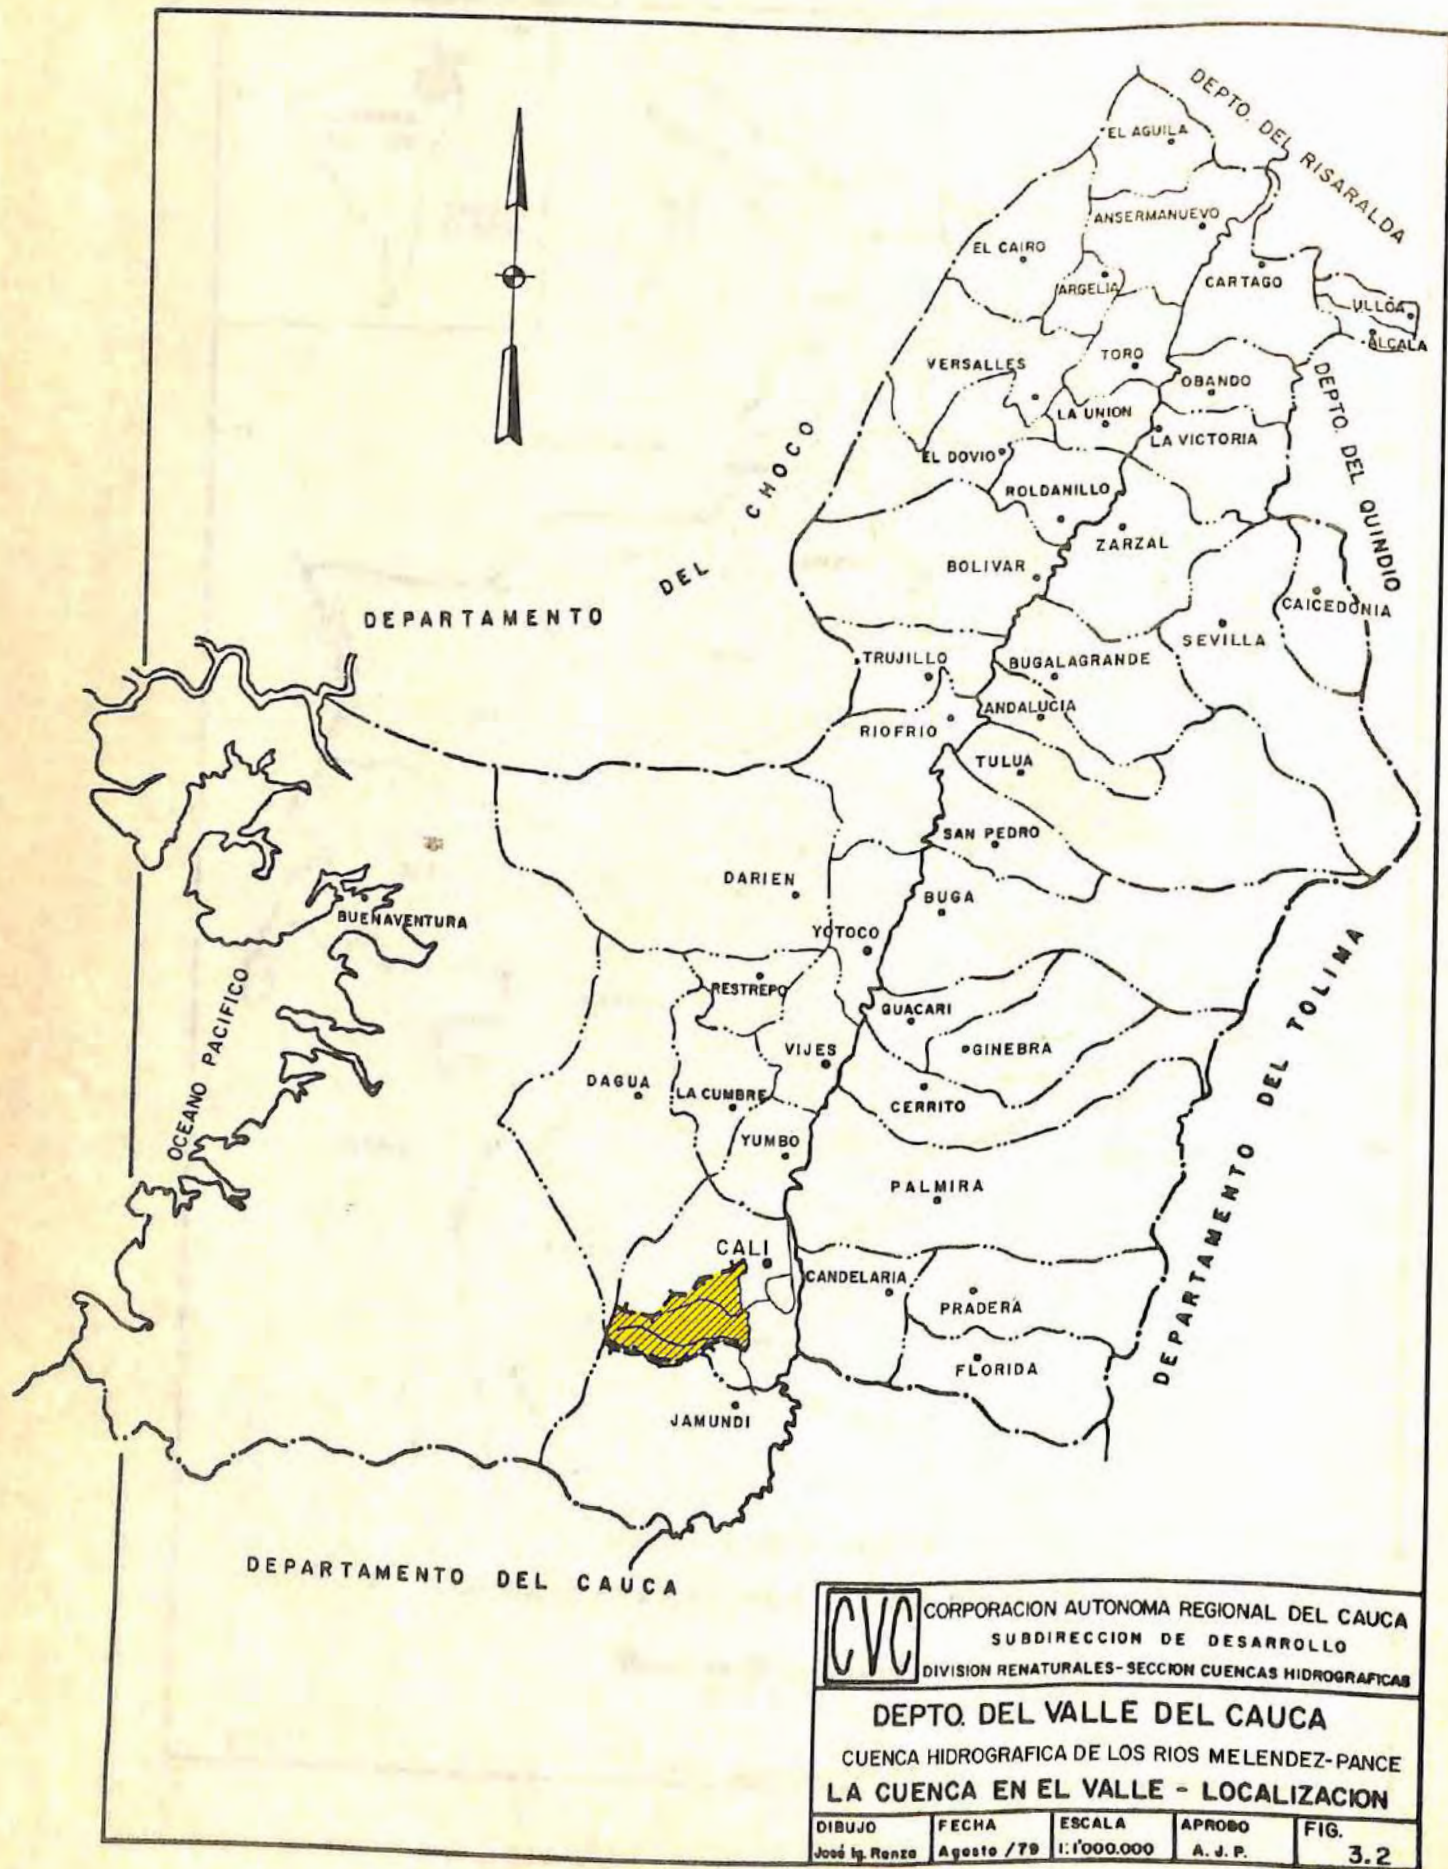 DEPTO. DEL RISARALDA
EL AGUILA
ANSERMANUEVO
EL CAIRO
ARGELIA
CARTAGO
ULLOA
ALCALA
VERSALLES
TORO
OBANDO
DEPTO. DEL QUINDIO
LA UNION
LA VICTORIA
EL DOVIO
ROLDANILLO
ZARZAL
BOLIVAR
CAICEDONIA
SEVILLA
DEPARTAMENTO DEL CHOCO
TRUJILLO
BUGALAGRANDE
ANDALUCIA
RIOFRIO
TULUA
SAN PEDRO
DARIEN
BUGA
BUENAVENTURA
YOTOCO
RESTREPO
GUACARI
OCEANO PACIFICO
VIJES
GINEBRA
DAGUA
LA CUMBRE
CERRITO
YUMBO
PALMIRA
DEPARTAMENTO DEL TOLIMA
CALI
CANDELARIA
PRADERA
FLORIDA
JAMUNDI
DEPARTAMENTO DEL CAUCA
CVC
CORPORACION AUTONOMA REGIONAL DEL CAUCA
SUBDIRECCION DE DESARROLLO
DIVISION RENATURALES-SECCION CUENCAS HIDROGRAFICAS
DEPTO. DEL VALLE DEL CAUCA
CUENCA HIDROGRAFICA DE LOS RIOS MELENDEZ-PANCE
LA CUENCA EN EL VALLE - LOCALIZACION
DIBUJO FECHA ESCALA APROBO FIG.
José Ig. Renza Agosto /79 1:1'000.000 A. J. P. 3.2